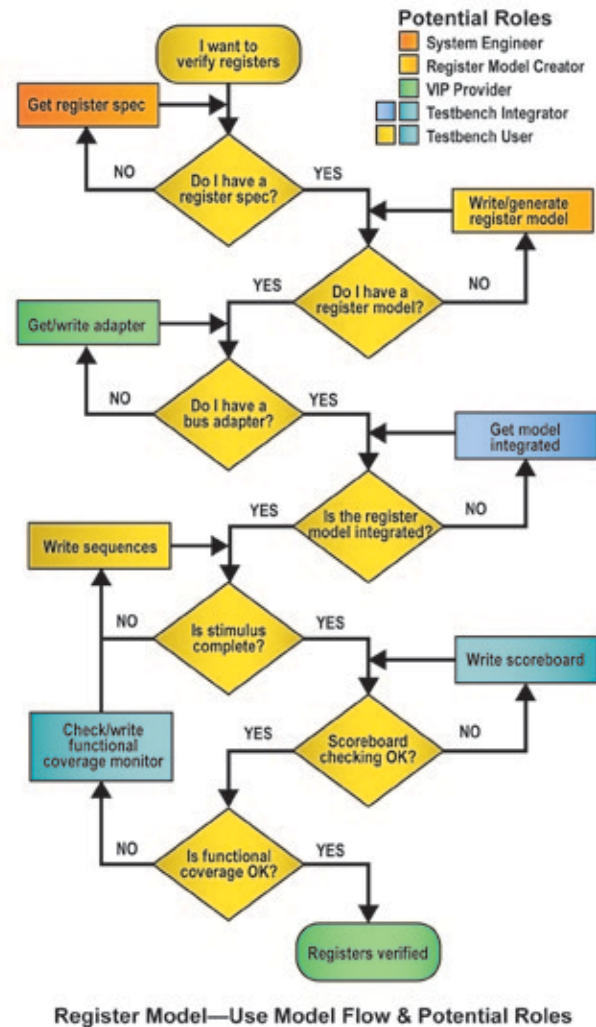 Potential Roles
System Engineer
Register Model Creator
VIP Provider
Testbench Integrator
Testbench User
I want to
verify registers
Get register spec
NO
Do I have a
register spec?
YES
Write/generate
register model
YES
Do I have a
register model?
NO
Get/write adapter
NO
Do I have a
bus adapter?
YES
Get model
integrated
YES
Is the register
model integrated?
NO
Write sequences
NO
Is stimulus
complete?
YES
Write scoreboard
Check/write
functional
coverage monitor
YES
Scoreboard
checking OK?
NO
NO
Is functional
coverage OK?
YES
Registers verified
Register Model—Use Model Flow & Potential Roles